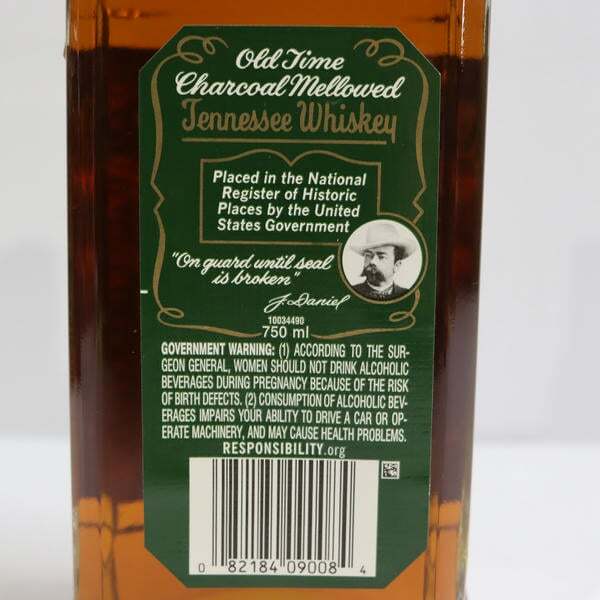 Old Time
Charcoal Mellowed
Tennessee Whiskey
Placed in the National
Register of Historic
Places by the United
States Government
"On guard until seal
is broken"
J. Daniel
10034490
750 ml
GOVERNMENT WARNING: (1) ACCORDING TO THE SUR-
GEON GENERAL, WOMEN SHOULD NOT DRINK ALCOHOLIC
BEVERAGES DURING PREGNANCY BECAUSE OF THE RISK
OF BIRTH DEFECTS. (2) CONSUMPTION OF ALCOHOLIC BEV-
ERAGES IMPAIRS YOUR ABILITY TO DRIVE A CAR OR OP-
ERATE MACHINERY, AND MAY CAUSE HEALTH PROBLEMS.
RESPONSIBILITY.org
0 82184 09008 4